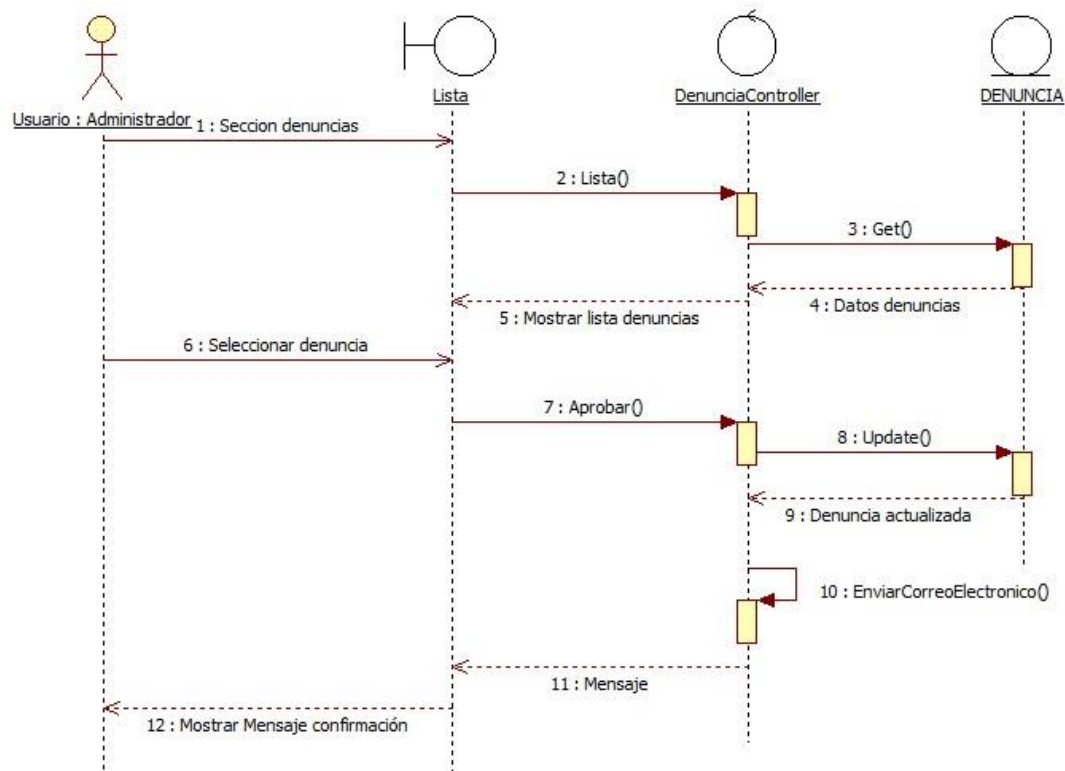 Usuario : Administrador
Lista
DenunciaController
DENUNCIA
1 : Seccion denuncias
2 : Lista()
3 : Get()
4 : Datos denuncias
5 : Mostrar lista denuncias
6 : Seleccionar denuncia
7 : Aprobar()
8 : Update()
9 : Denuncia actualizada
10 : EnviarCorreoElectronico()
11 : Mensaje
12 : Mostrar Mensaje confirmación